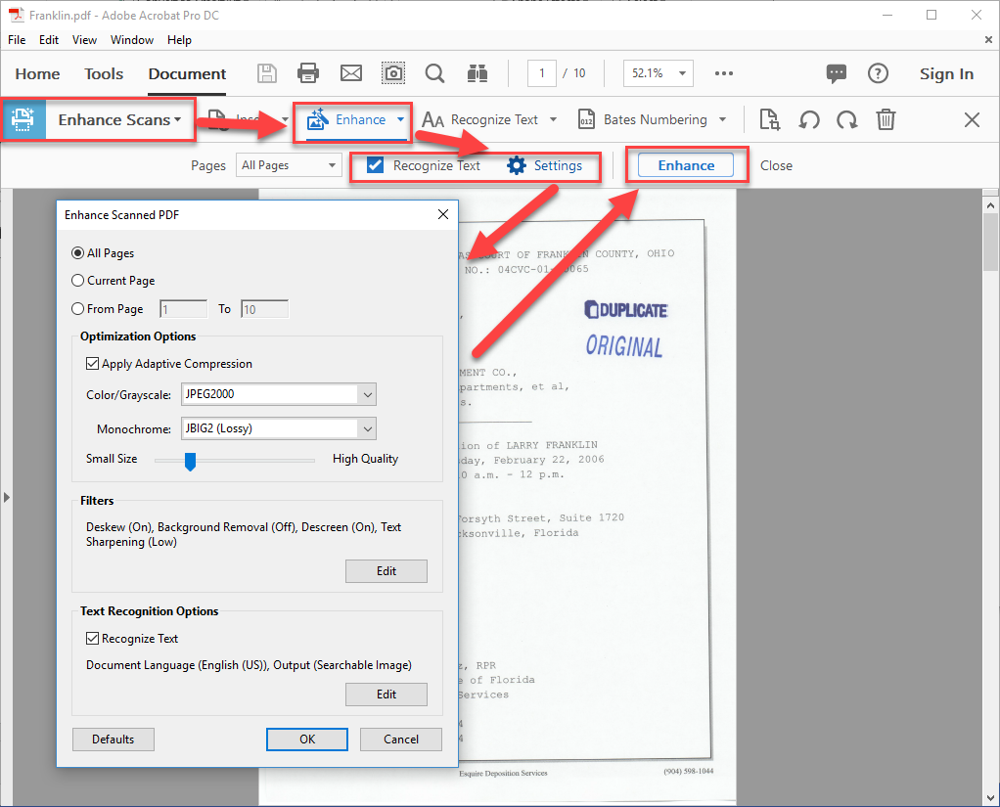 Franklin.pdf - Adobe Acrobat Pro DC
File Edit View Window Help
Home Tools Document 1 / 10 52.1% Sign In
Enhance Scans Enhance Recognize Text Bates Numbering
Pages All Pages Recognize Text Settings Enhance Close
Enhance Scanned PDF
All Pages
Current Page
From Page 1 To 10
Optimization Options
Apply Adaptive Compression
Color/Grayscale: JPEG2000
Monochrome: JBIG2 (Lossy)
Small Size High Quality
Filters
Deskew (On), Background Removal (Off), Descreen (On), Text
Sharpening (Low)
Edit
Text Recognition Options
Recognize Text
Document Language (English (US)), Output (Searchable Image)
Edit
Defaults OK Cancel
COURT OF FRANKLIN COUNTY, OHIO
NO.: 04CVC-01-
DUPLICATE
ORIGINAL
MENT CO.,
partments, et al,
s.
ion of LARRY FRANKLIN
day, February 22, 2006
0 a.m. - 12 p.m.
Forsyth Street, Suite 1720
cksonville, Florida
z, RPR
e of Florida
Services
4
4
Esquire Deposition Services (904) 598-1044